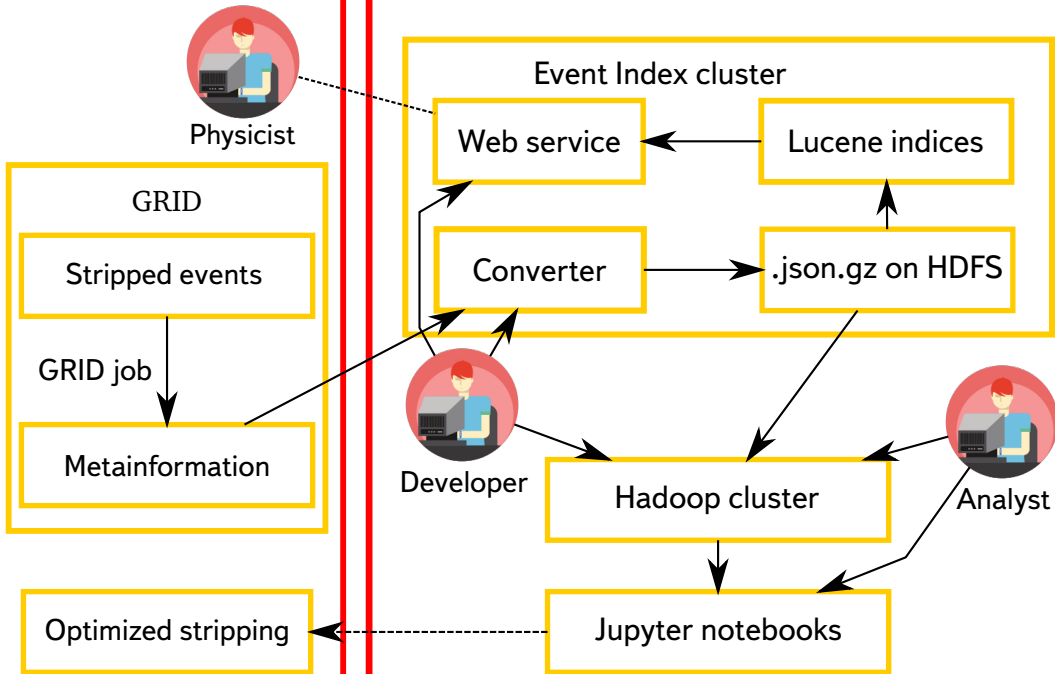 Physicist
GRID
Stripped events
GRID job
Metainformation
Optimized stripping
Event Index cluster
Web service
Lucene indices
Converter
.json.gz on HDFS
Developer
Hadoop cluster
Analyst
Jupyter notebooks